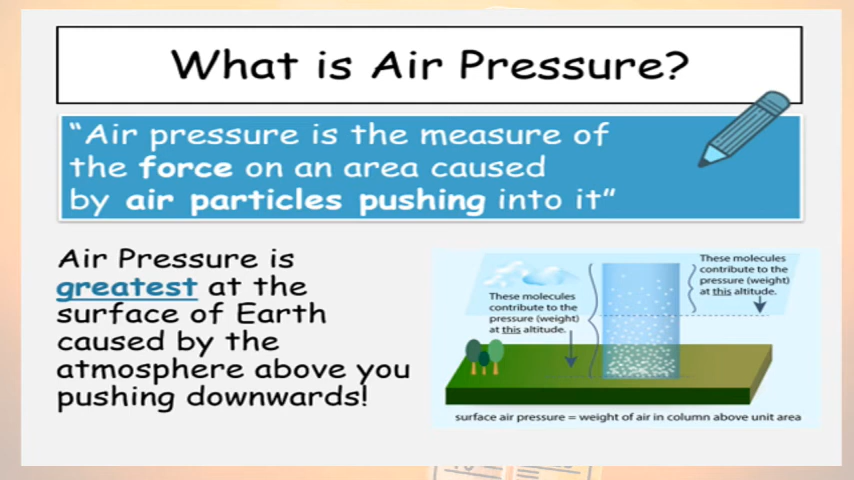 What is Air Pressure?
“Air pressure is the measure of
the force on an area caused
by air particles pushing into it”
Air Pressure is
greatest at the
surface of Earth
caused by the
atmosphere above you
pushing downwards!
These molecules
contribute to the
pressure (weight)
at this altitude.
These molecules
contribute to the
pressure (weight)
at this altitude.
surface air pressure = weight of air in column above unit area